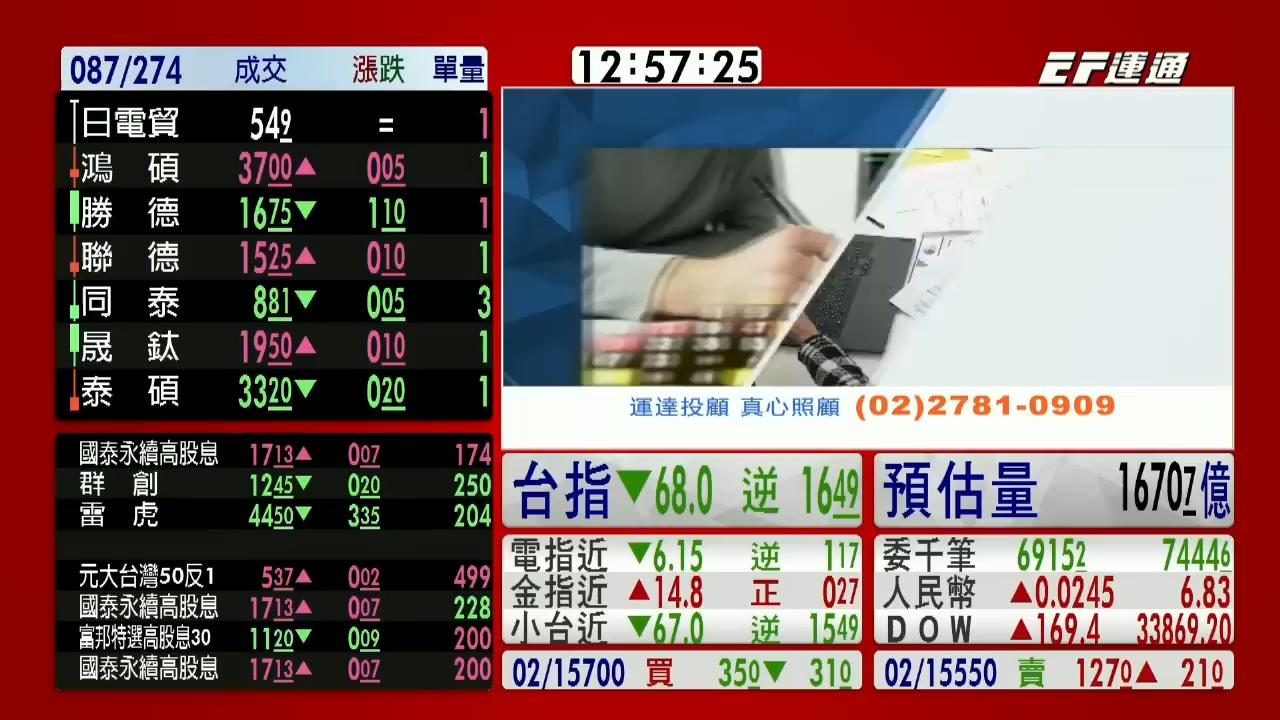 087/274 成交 漲跌 單量
12:57:25
EF運通
日電貿 549 = 1
鴻碩 3700▲ 005 1
勝德 1675▼ 110 1
聯德 1525▲ 010 1
同泰 881▼ 005 3
晟鈦 1950▲ 010 1
泰碩 3320▼ 020 1
運達投顧 真心照顧 (02)2781-0909
國泰永續高股息 1713▲ 007 174
群創 1245▼ 020 250
雷虎 4450▼ 335 204
元大台灣50反1 537▲ 002 499
國泰永續高股息 1713▲ 007 228
富邦特選高股息30 1120▼ 009 200
國泰永續高股息 1713▲ 007 200
台指▼68.0 逆 1649
預估量 16707億
電指近 ▼6.15 逆 117
金指近 ▲14.8 正 027
小台近 ▼67.0 逆 1549
委千筆 69152 74446
人民幣 ▲0.0245 6.83
DOW ▲169.4 33869.20
02/15700 買 350▼ 310
02/15550 賣 1270▲ 210